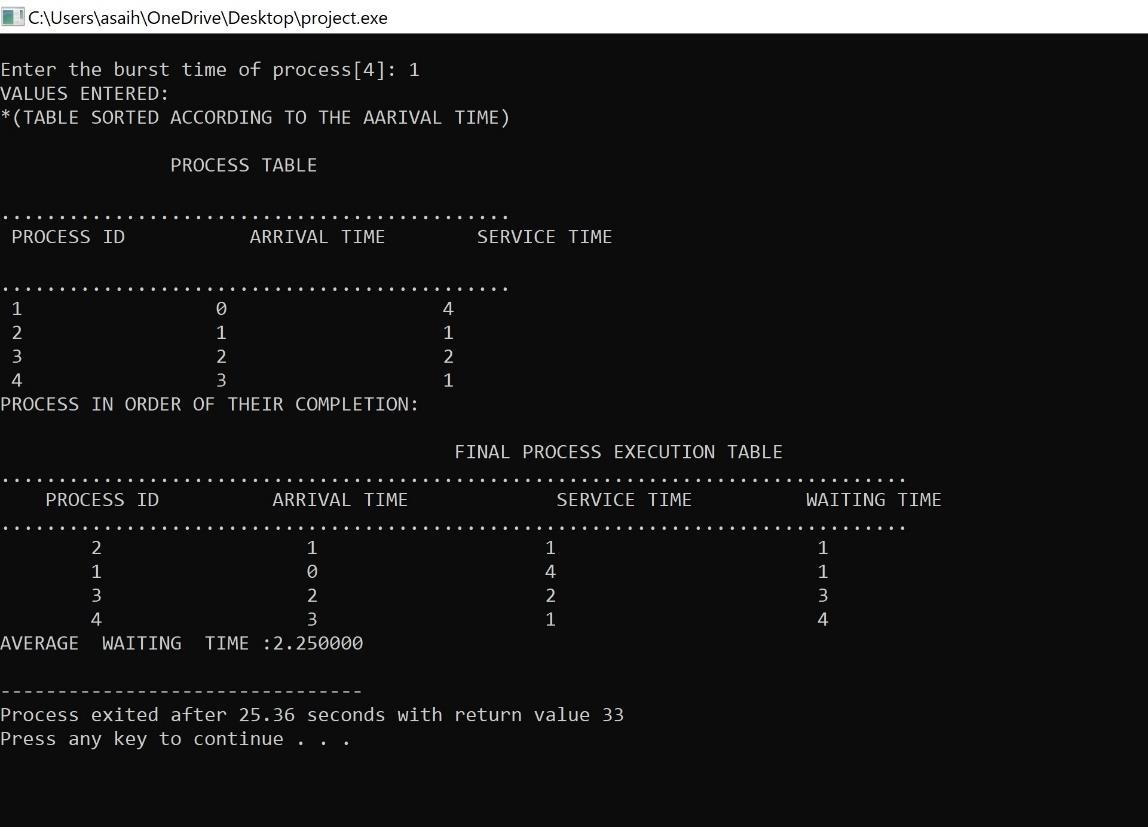 C:\Users\asaih\OneDrive\Desktop\project.exe
Enter the burst time of process[4]: 1
VALUES ENTERED:
*(TABLE SORTED ACCORDING TO THE AARIVAL TIME)
PROCESS TABLE
.............................................
PROCESS ID ARRIVAL TIME SERVICE TIME
.............................................
1 0 4
2 1 1
3 2 2
4 3 1
PROCESS IN ORDER OF THEIR COMPLETION:
FINAL PROCESS EXECUTION TABLE
................................................................................
PROCESS ID ARRIVAL TIME SERVICE TIME WAITING TIME
................................................................................
2 1 1 1
1 0 4 1
3 2 2 3
4 3 1 4
AVERAGE WAITING TIME :2.250000
--------------------------------
Process exited after 25.36 seconds with return value 33
Press any key to continue . . .